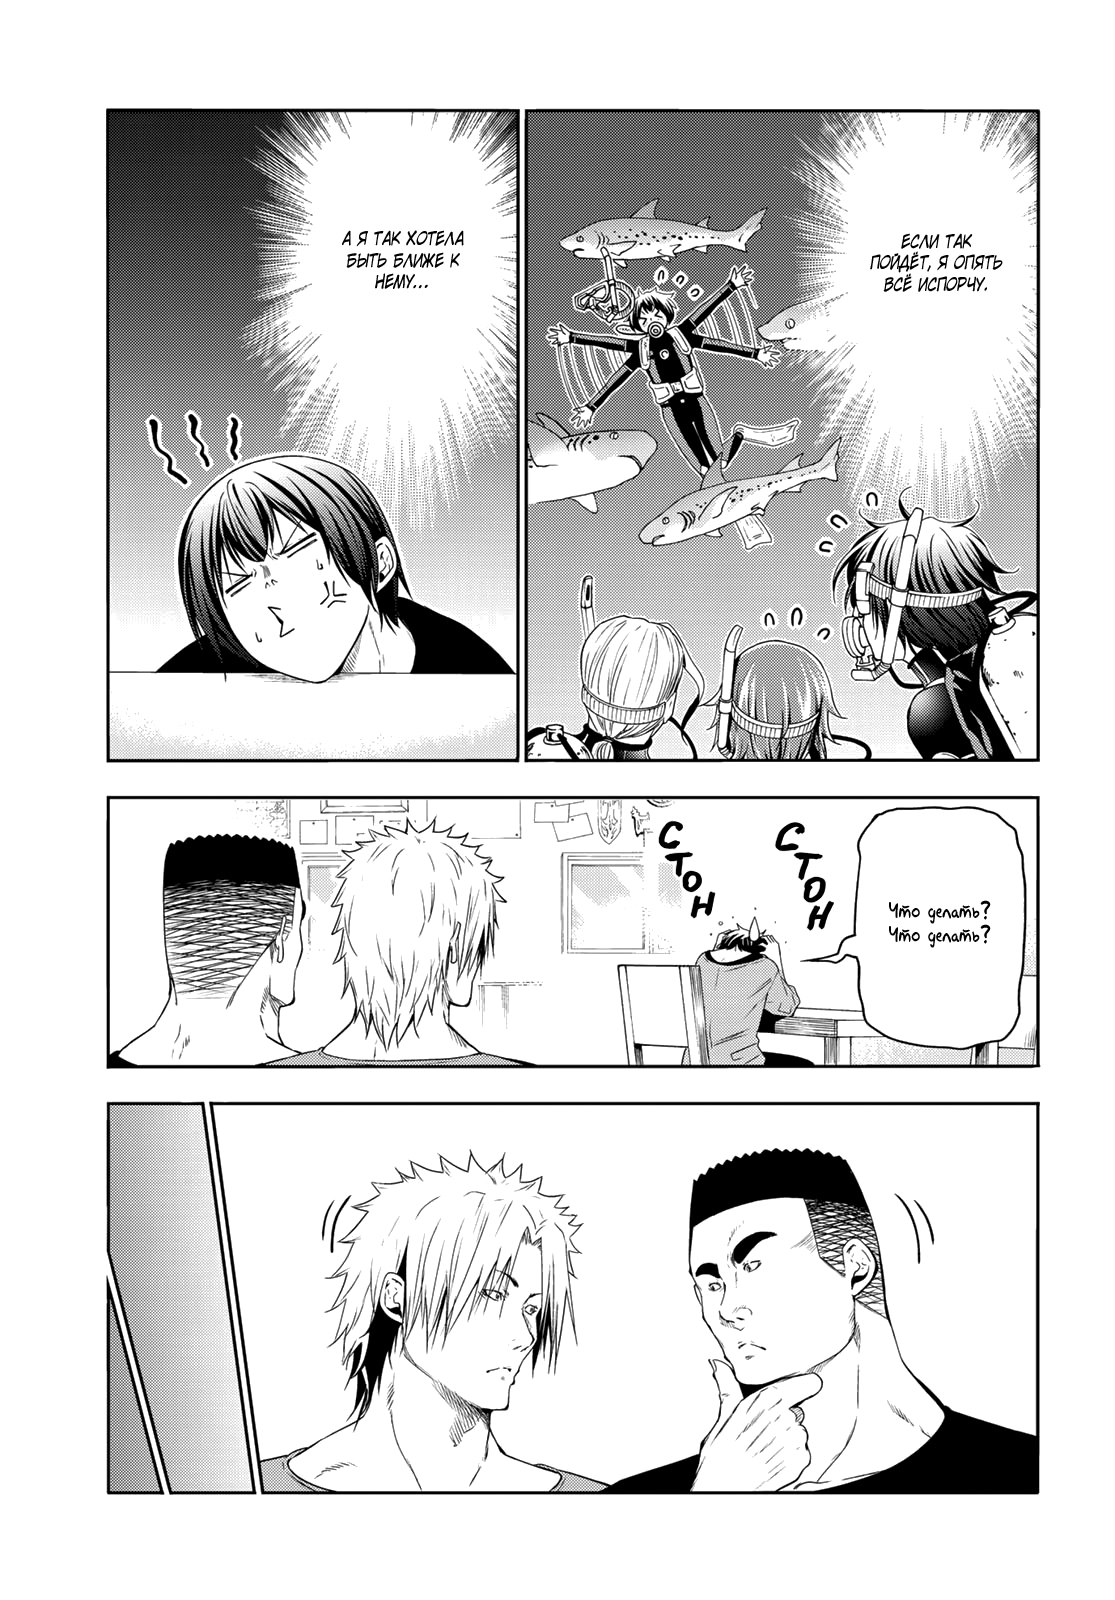 ЕСЛИ ТАК
ПОЙДЁТ, Я ОПЯТЬ
ВСЁ ИСПОРЧУ.
А Я ТАК ХОТЕЛА
БЫТЬ БЛИЖЕ К
НЕМУ...
Что делать?
Что делать?
СТОН
СТОН